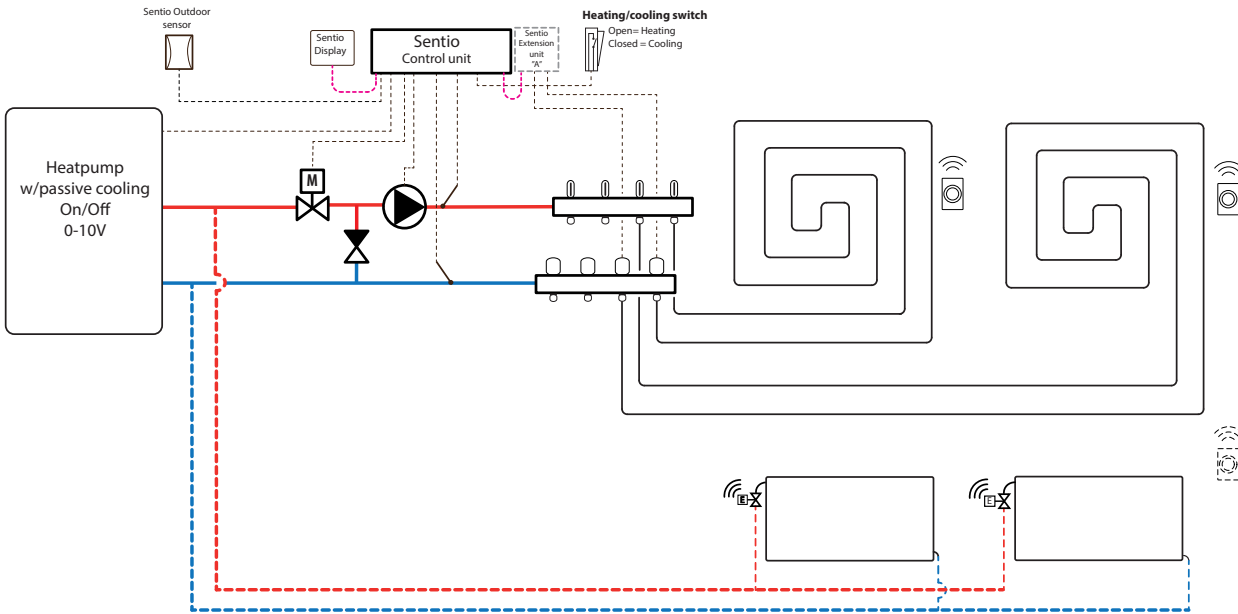 Sentio Outdoor
sensor
Sentio
Display
Sentio
Control unit
Sentio
Extension
unit
"A"
Heating/cooling switch
Open= Heating
Closed = Cooling
Heatpump
w/passive cooling
On/Off
0-10V
M
E
E